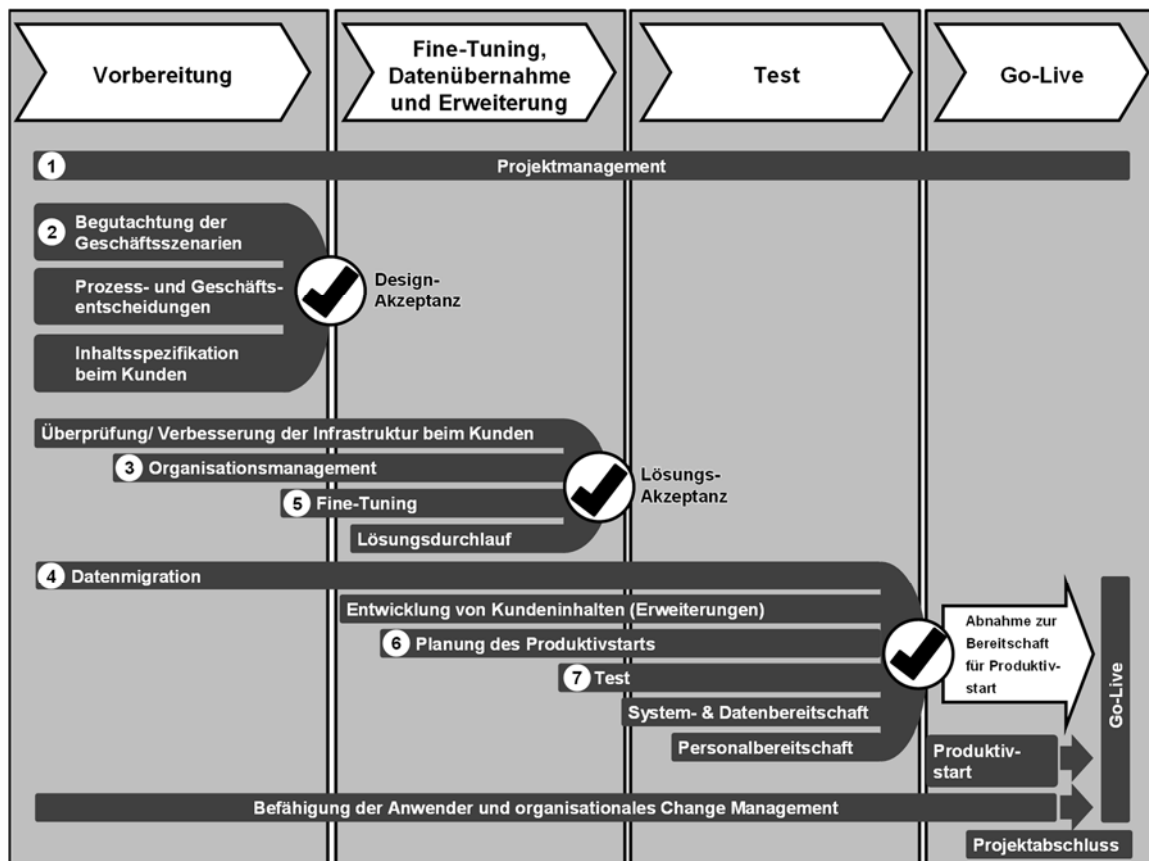 Vorbereitung
Fine-Tuning,
Datenübernahme
und Erweiterung
Test
Go-Live
1
Projektmanagement
2
Begutachtung der
Geschäftsszenarien
Prozess- und Geschäfts-
entscheidungen
Inhaltsspezifikation
beim Kunden
Design-
Akzeptanz
Überprüfung/ Verbesserung der Infrastruktur beim Kunden
3 Organisationsmanagement
5 Fine-Tuning
Lösungsdurchlauf
Lösungs-
Akzeptanz
4 Datenmigration
Entwicklung von Kundeninhalten (Erweiterungen)
6 Planung des Produktivstarts
7 Test
System- & Datenbereitschaft
Personalbereitschaft
Abnahme zur
Bereitschaft
für Produktiv-
start
Go-Live
Produktiv-
start
Befähigung der Anwender und organisationales Change Management
Projektabschluss